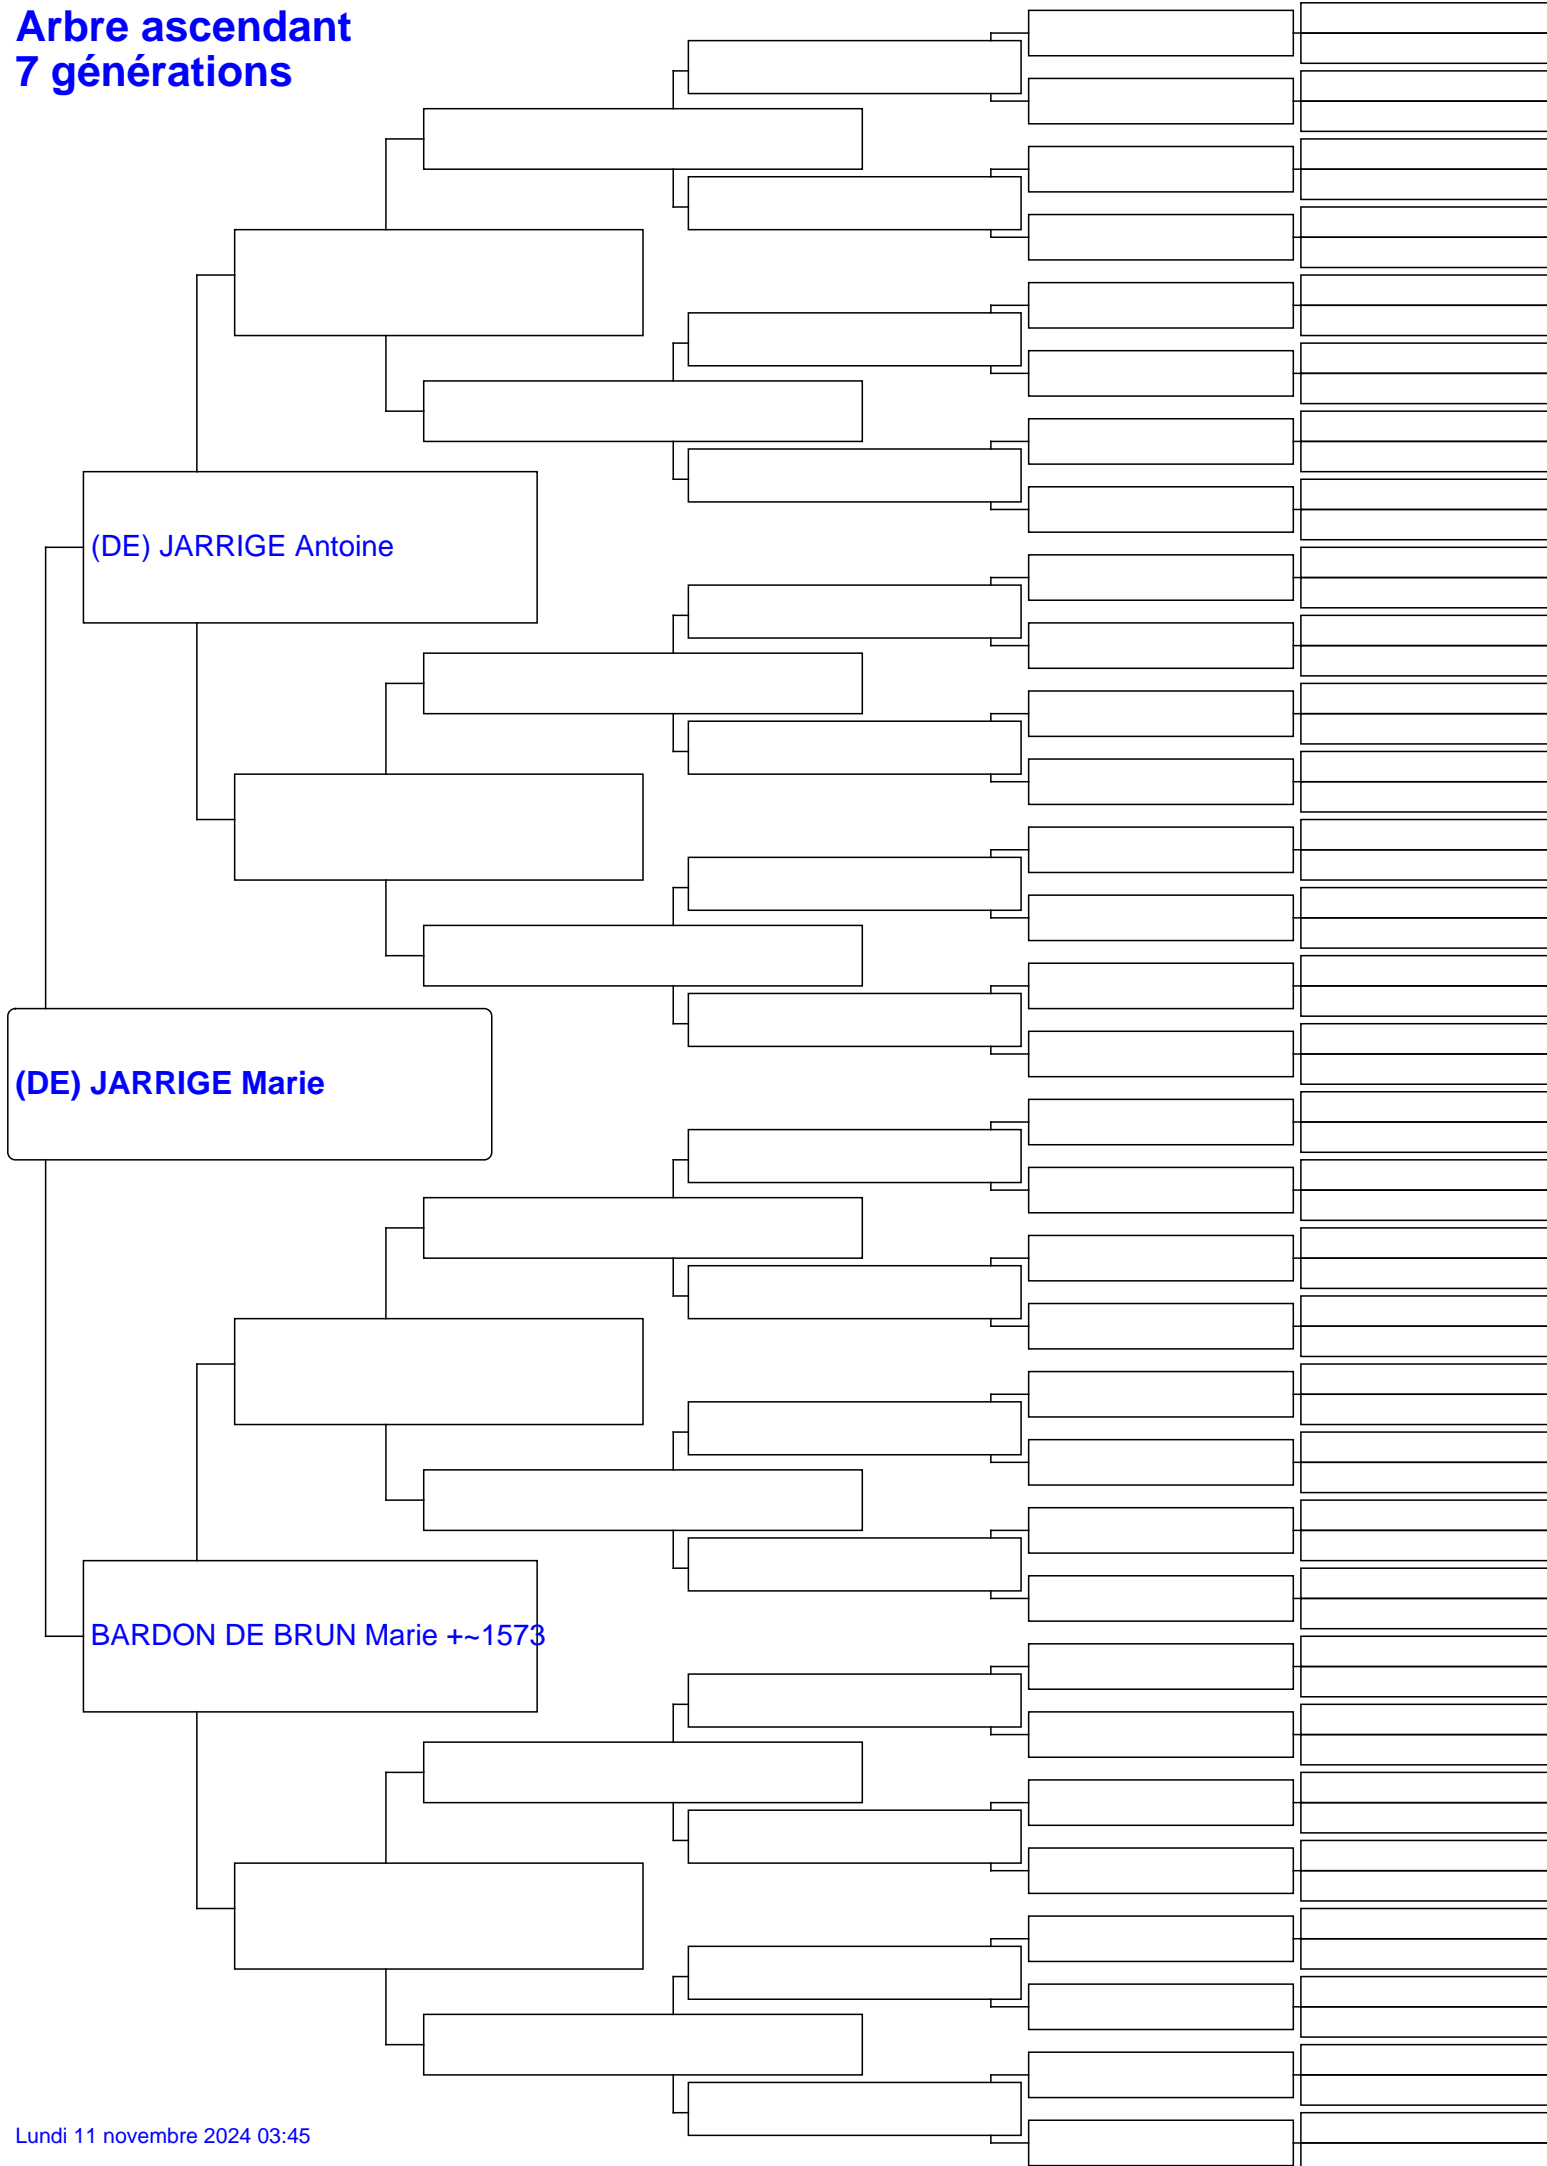 Arbre ascendant
7 générations
(DE) JARRIGE Antoine
(DE) JARRIGE Marie
BARDON DE BRUN Marie +~1573
Lundi 11 novembre 2024 03:45